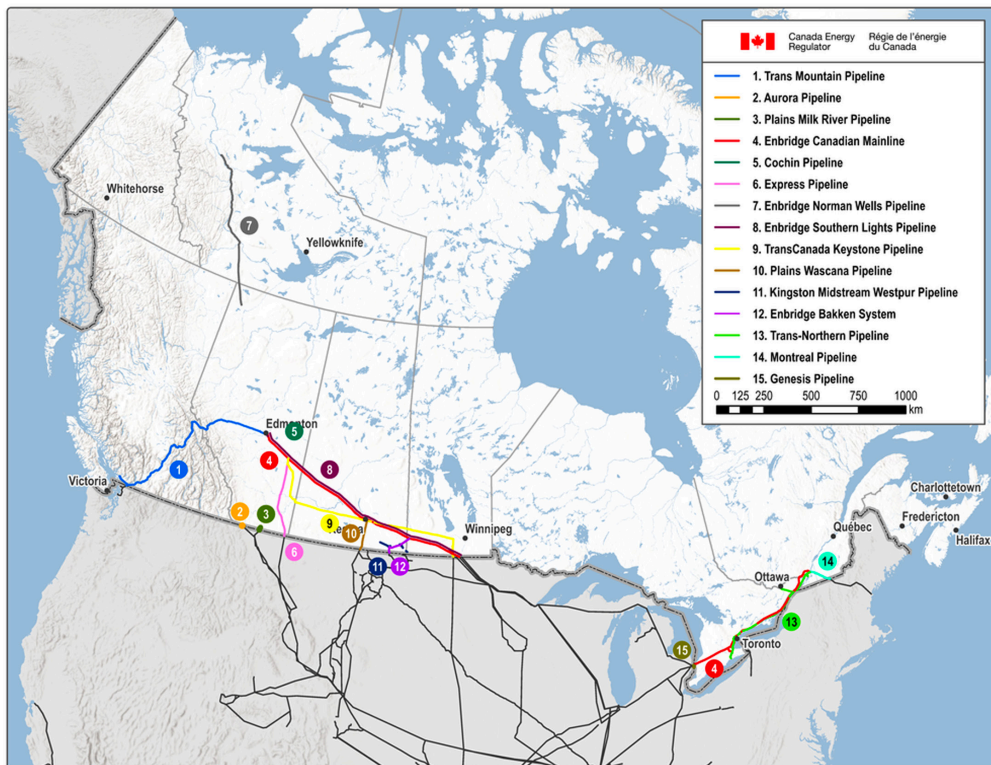 Canada Energy Regulator
Régie de l'énergie du Canada
1. Trans Mountain Pipeline
2. Aurora Pipeline
3. Plains Milk River Pipeline
4. Enbridge Canadian Mainline
5. Cochin Pipeline
6. Express Pipeline
7. Enbridge Norman Wells Pipeline
8. Enbridge Southern Lights Pipeline
9. TransCanada Keystone Pipeline
10. Plains Wascana Pipeline
11. Kingston Midstream Westpur Pipeline
12. Enbridge Bakken System
13. Trans-Northern Pipeline
14. Montreal Pipeline
15. Genesis Pipeline
0 125 250 500 750 1000
km
Whitehorse
7
Yellowknife
Edmonton
5
4
8
1
Victoria
2
3
9
10
6
11
12
Winnipeg
Charlottetown
Fredericton
Halifax
Québec
14
Ottawa
13
Toronto
15
4